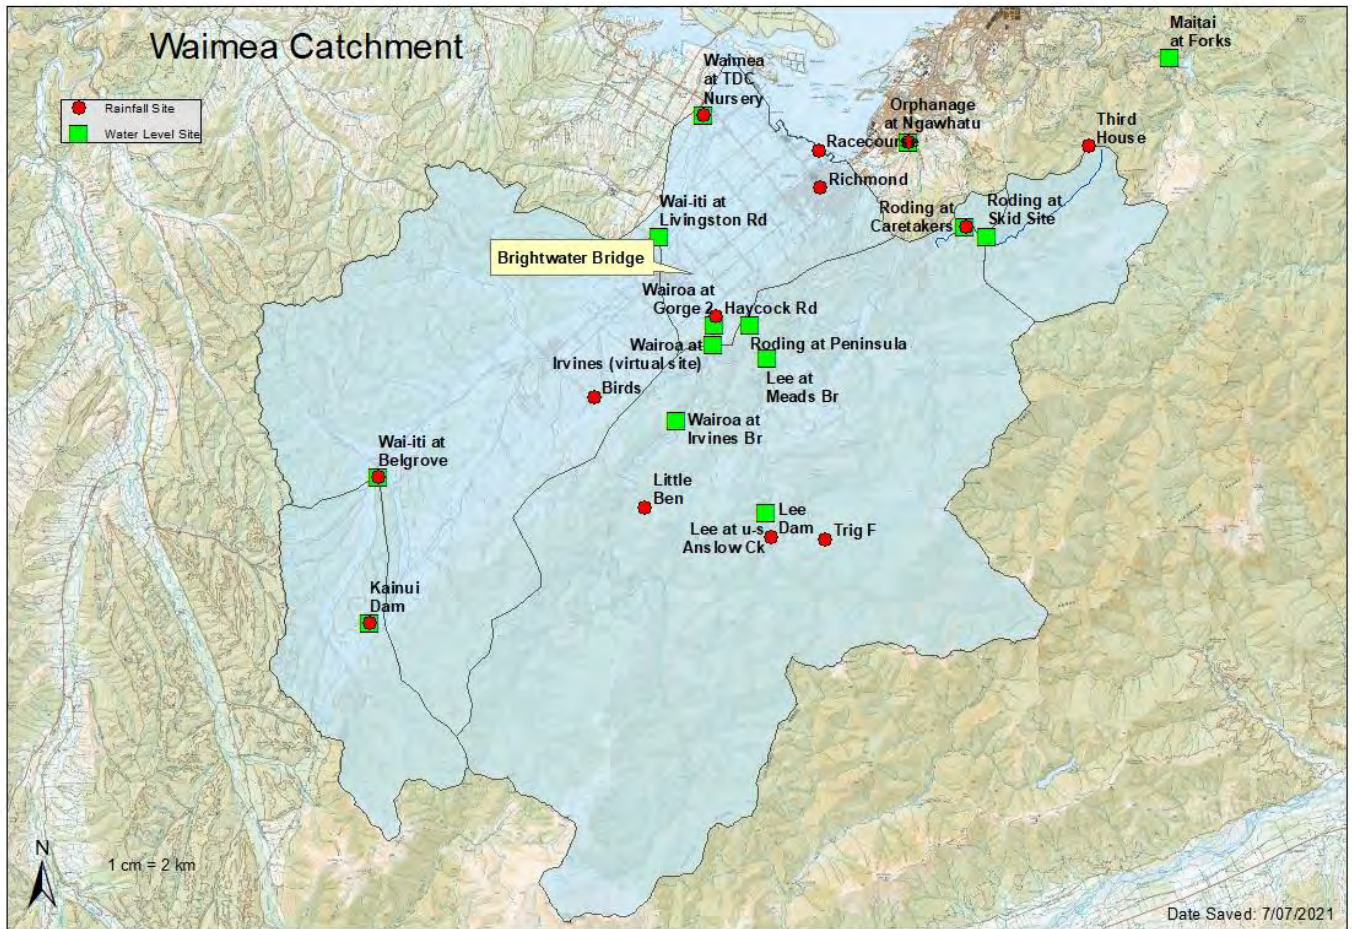 Waimea Catchment
Rainfall Site
Water Level Site
Maitai
at Forks
Waimea
at TDC
Nursery
Orphanage
at Ngawhatu
Third
House
Racecourse
Richmond
Wai-iti at
Livingston Rd
Roding at
Caretakers
Roding at
Skid Site
Brightwater Bridge
Wairoa at
Gorge 2
Haycock Rd
Wairoa at
Irvines (virtual site)
Roding at Peninsula
Lee at
Meads Br
Birds
Wairoa at
Irvines Br
Wai-iti at
Belgrove
Little
Ben
Lee
Dam
Lee at u-s
Anslow Ck
Trig F
Kainui
Dam
N
1 cm = 2 km
Date Saved: 7/07/2021